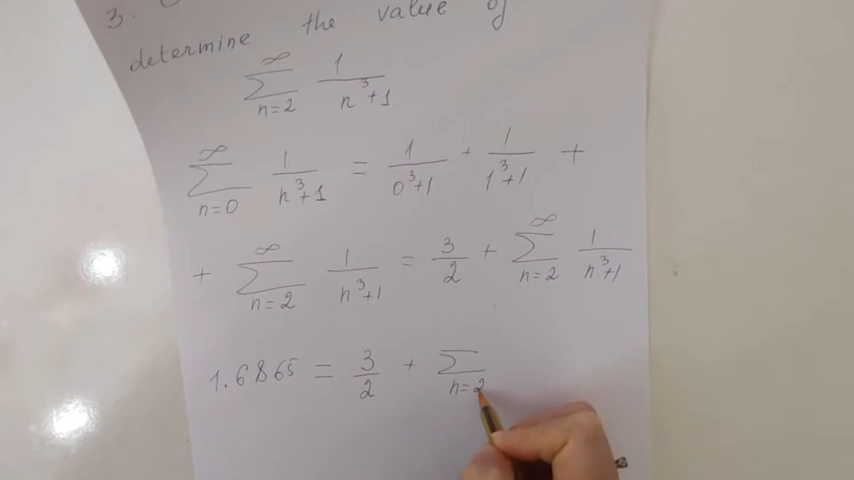 3.
determine the value of
∞ ∑ n=2 1/(n³+1)
∞ ∑ n=0 1/(n³+1) = 1/(0³+1) + 1/(1³+1) +
+ ∞ ∑ n=2 1/(n³+1) = 3/2 + ∞ ∑ n=2 1/(n³+1)
1.6865 = 3/2 + ∑ n=2